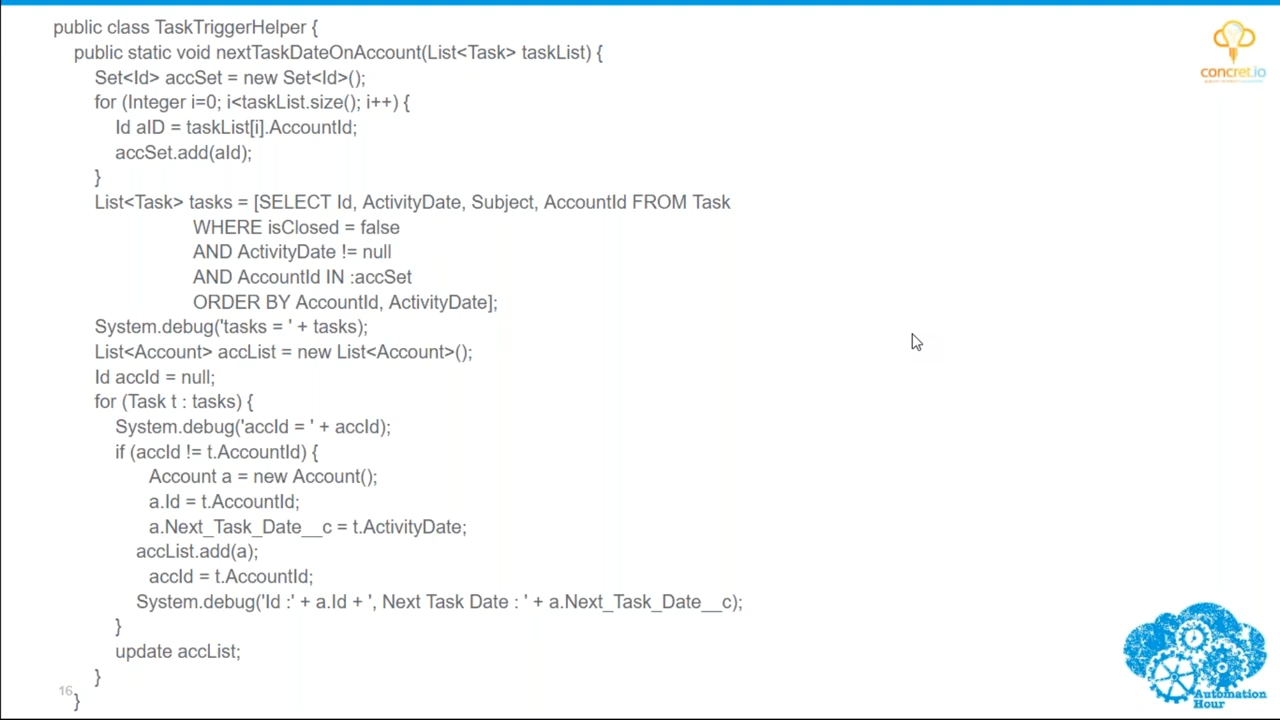 public class TaskTriggerHelper {
public static void nextTaskDateOnAccount(List<Task> taskList) {
Set<Id> accSet = new Set<Id>();
for (Integer i=0; i<taskList.size(); i++) {
Id aID = taskList[i].AccountId;
accSet.add(aId);
}
List<Task> tasks = [SELECT Id, ActivityDate, Subject, AccountId FROM Task
WHERE isClosed = false
AND ActivityDate != null
AND AccountId IN :accSet
ORDER BY AccountId, ActivityDate];
System.debug('tasks = ' + tasks);
List<Account> accList = new List<Account>();
Id accId = null;
for (Task t : tasks) {
System.debug('accId = ' + accId);
if (accId != t.AccountId) {
Account a = new Account();
a.Id = t.AccountId;
a.Next_Task_Date__c = t.ActivityDate;
accList.add(a);
accId = t.AccountId;
System.debug('Id :' + a.Id + ', Next Task Date : ' + a.Next_Task_Date__c);
}
update accList;
}
}
16
concret.io
Automation
Hour